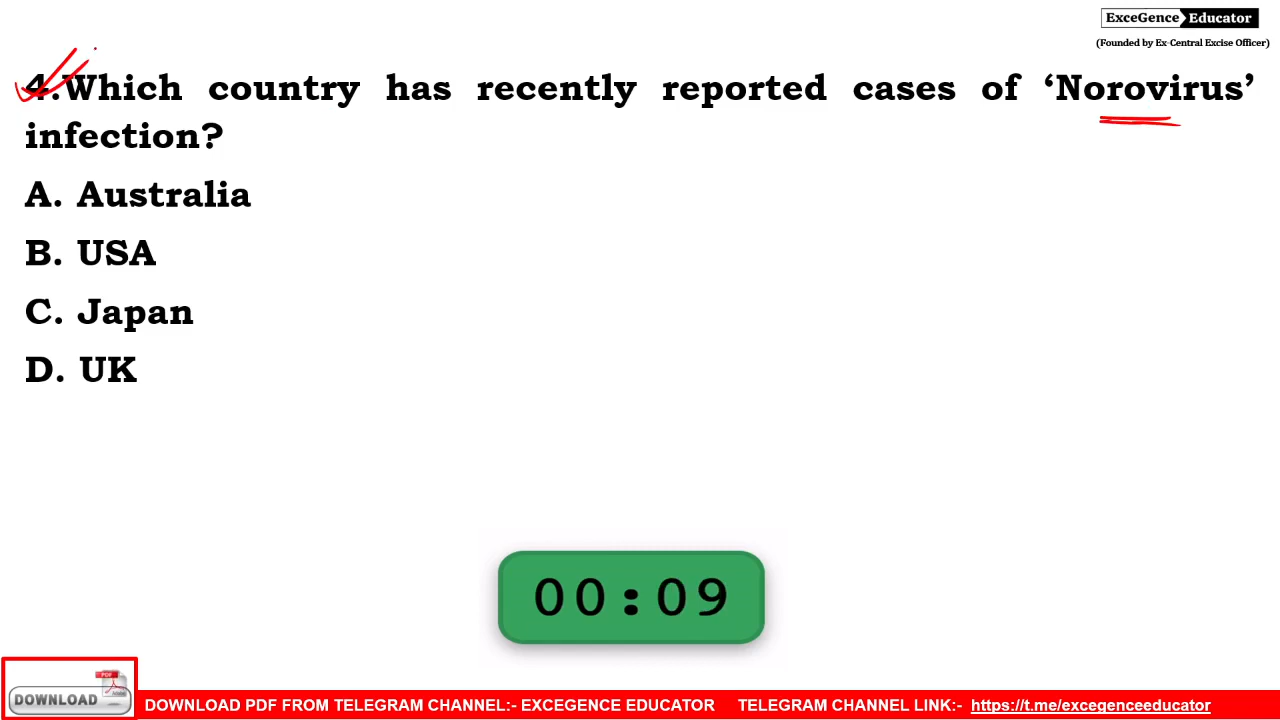 ExceGence Educator
(Founded by Ex-Central Excise Officer)
4.Which country has recently reported cases of ‘Norovirus’
infection?
A. Australia
B. USA
C. Japan
D. UK
00:09
PDF
Adobe
DOWNLOAD
DOWNLOAD PDF FROM TELEGRAM CHANNEL:- EXCEGENCE EDUCATOR TELEGRAM CHANNEL LINK:- https://t.me/excegenceeducator